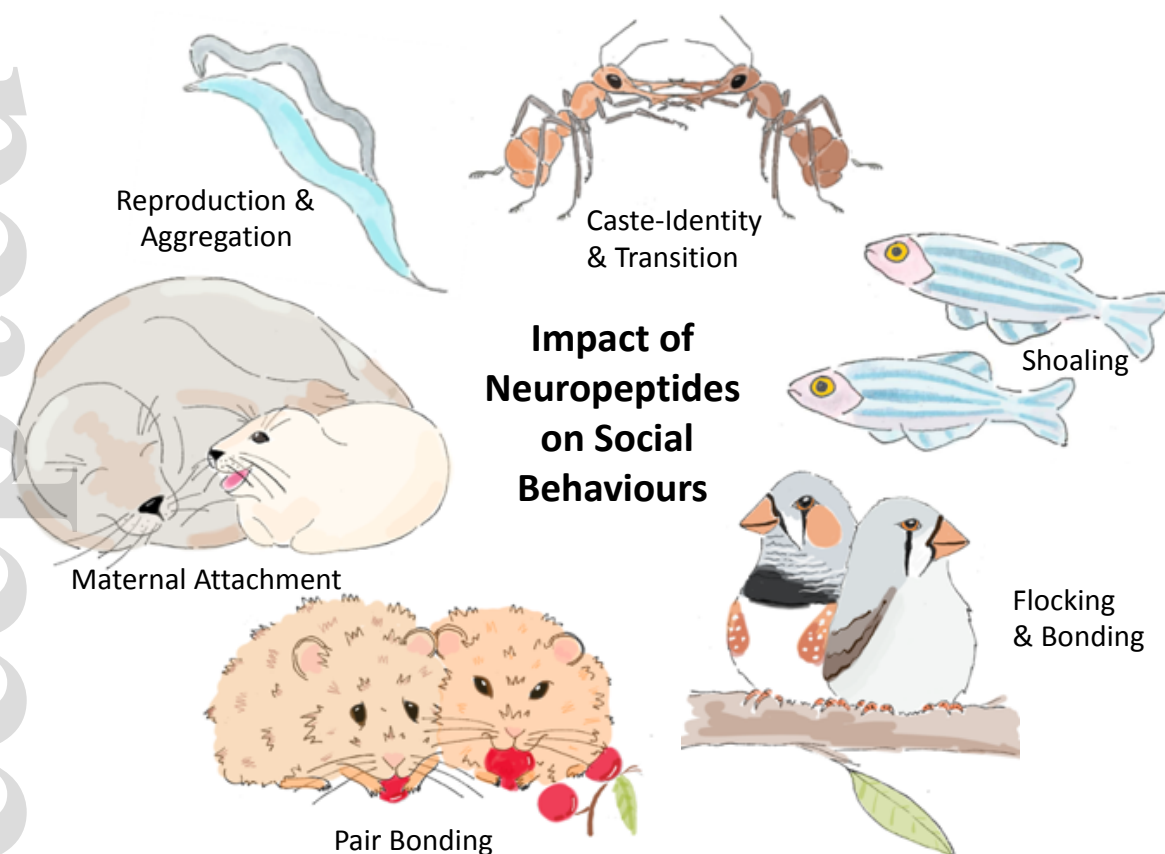 Reproduction &
Aggregation
Caste-Identity
& Transition
Shoaling
Impact of
Neuropeptides
on Social
Behaviours
Maternal Attachment
Flocking
& Bonding
Pair Bonding